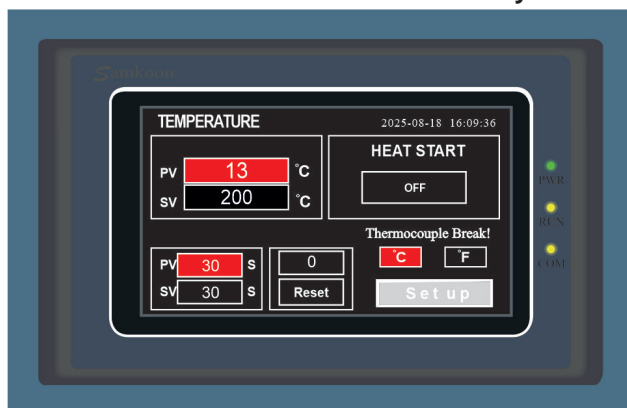 Samkoon
TEMPERATURE
2025-08-18 16:09:36
PV 13 °C
SV 200 °C
HEAT START
OFF
Thermocouple Break!
°C °F
PV 30 S
SV 30 S
0
Reset
Set up
PWR
RUN
COM